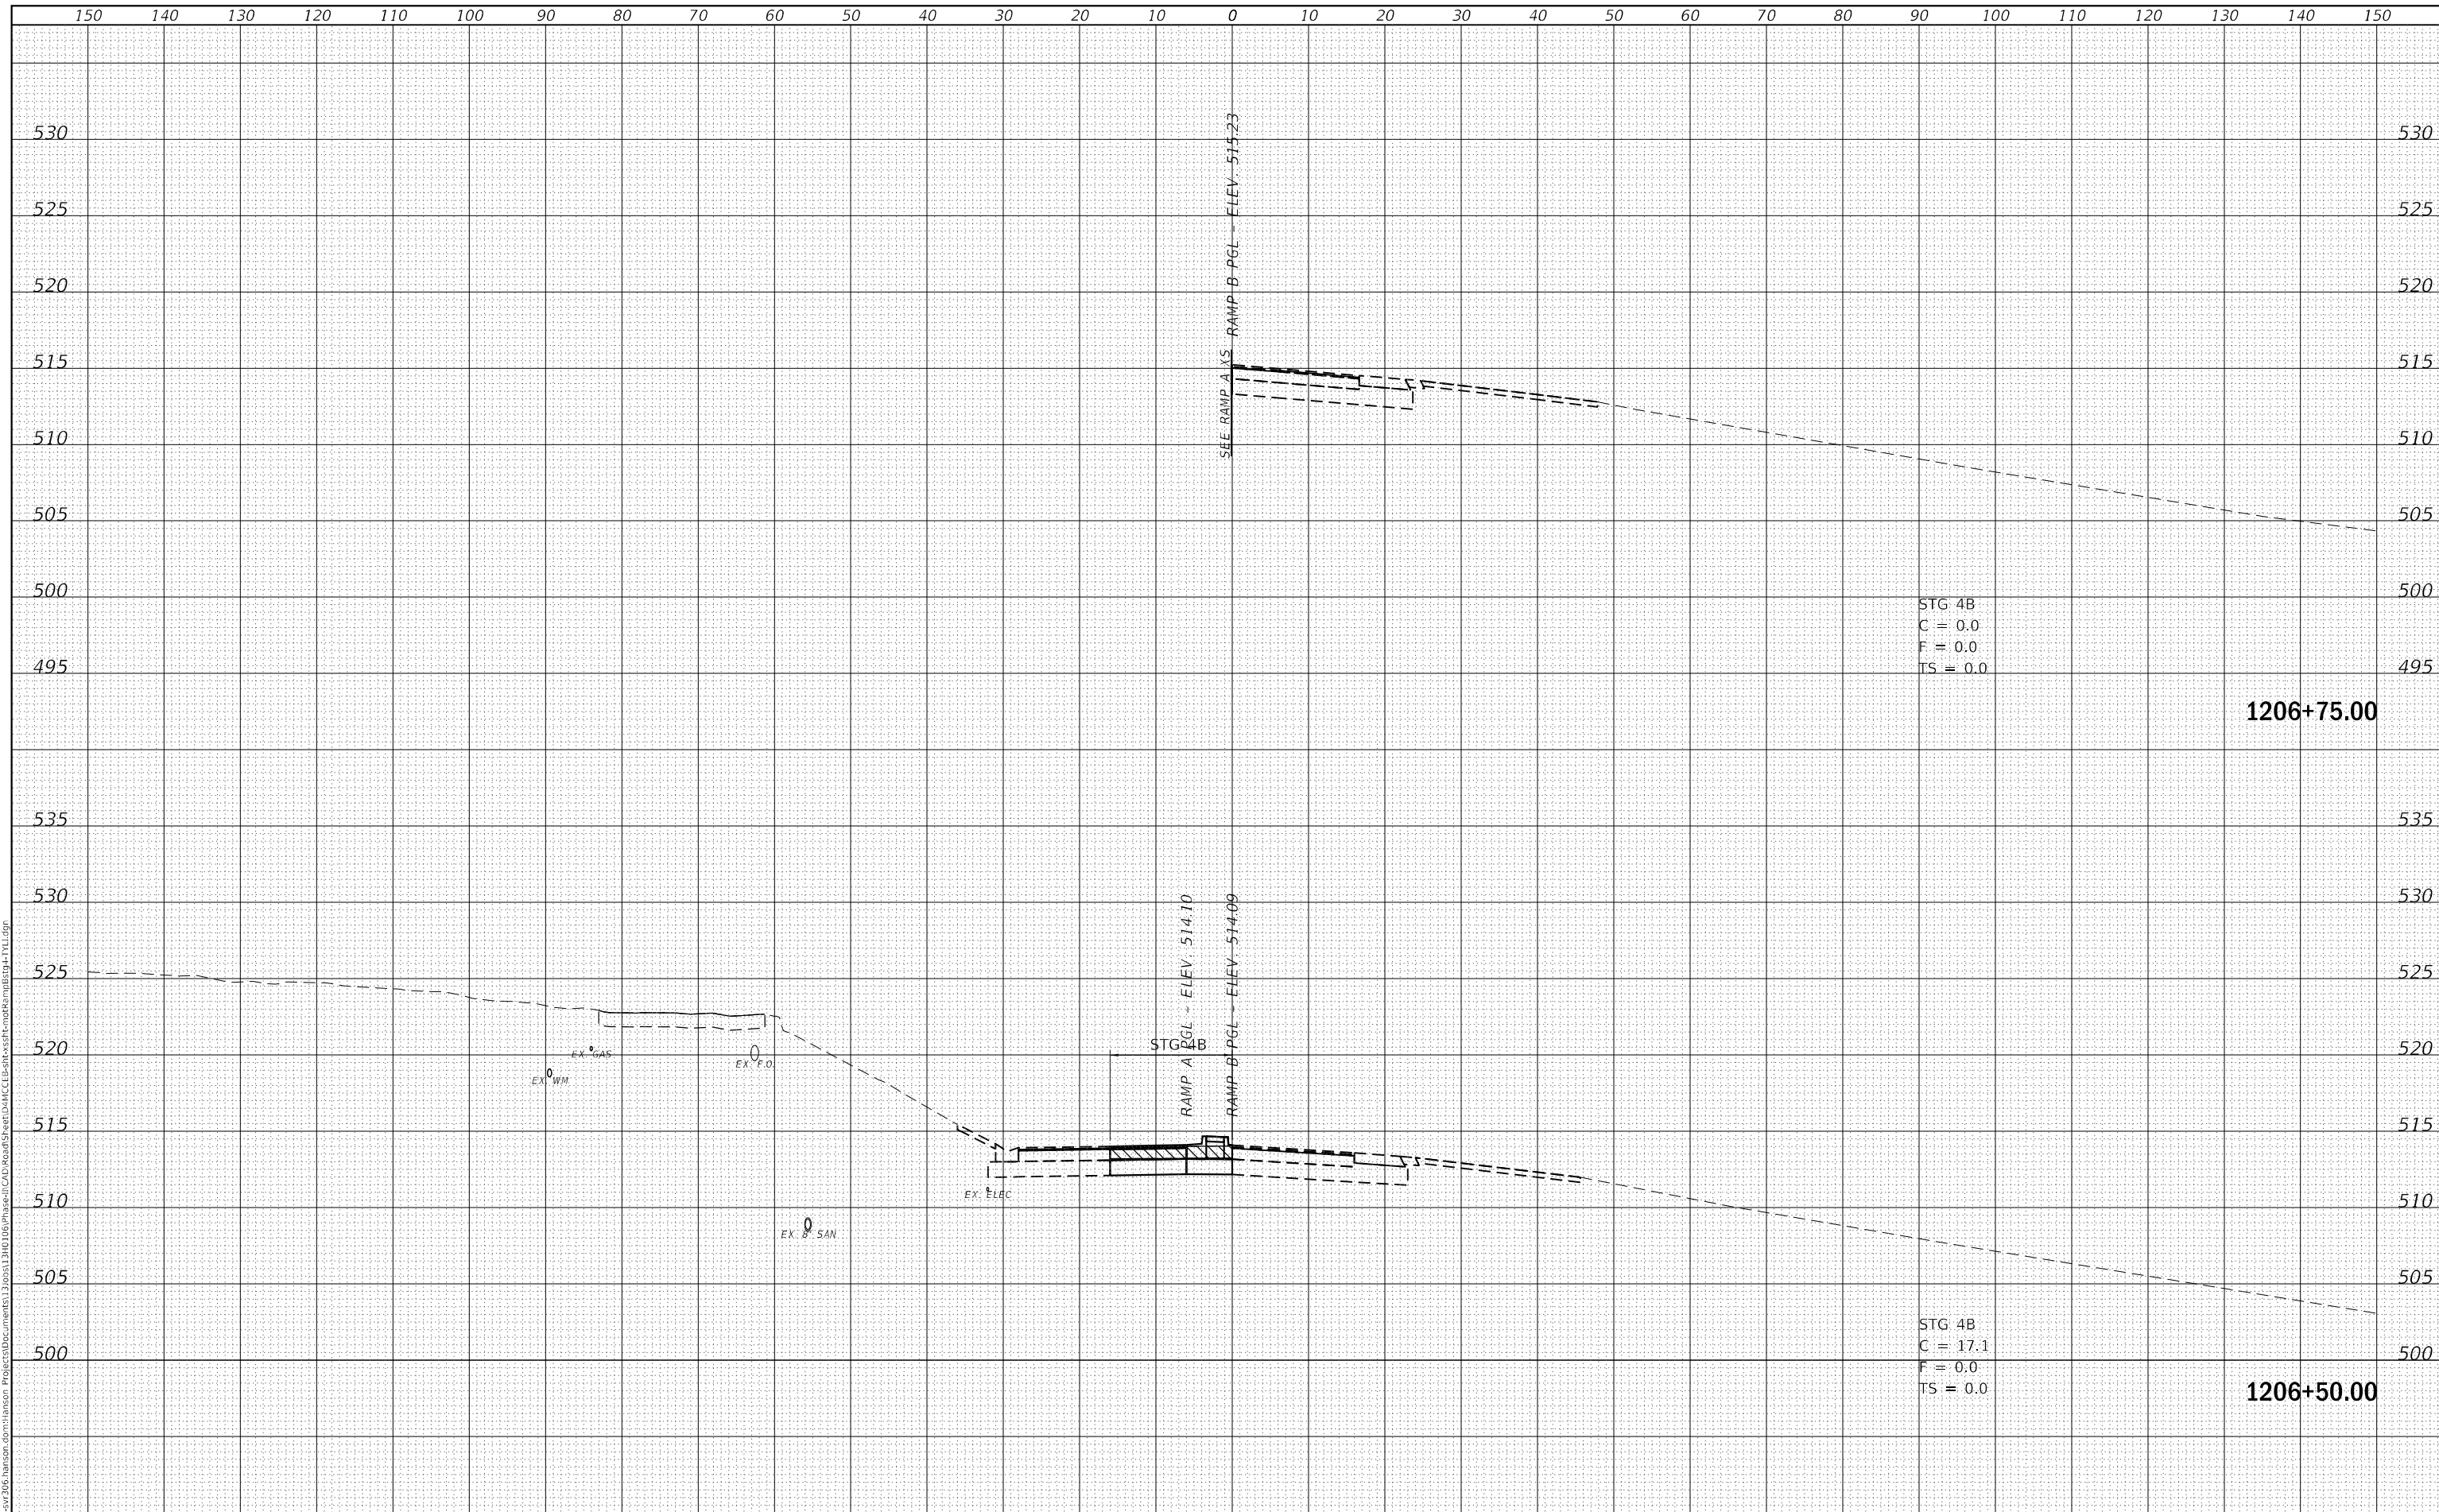 150 140 130 120 110 100 90 80 70 60 50 40 30 20 10 0 10 20 30 40 50 60 70 80 90 100 110 120 130 140 150
530 530
525 525
520 520
515 515
510 510
505 505
500 500
495 495
RAMP B PGL - ELEV. 515.23
SEE RAMP A XS
STG 4B
C = 0.0
F = 0.0
TS = 0.0
1206+75.00
535 535
530 530
525 525
520 520
515 515
510 510
505 505
500 500
RAMP A PGL - ELEV. 514.10
RAMP B PGL - ELEV. 514.09
STG 4B
EX. GAS
EX. WM
EX. F.O.
EX. ELEC
EX 8" SAN
STG 4B
C = 17.1
F = 0.0
TS = 0.0
1206+50.00